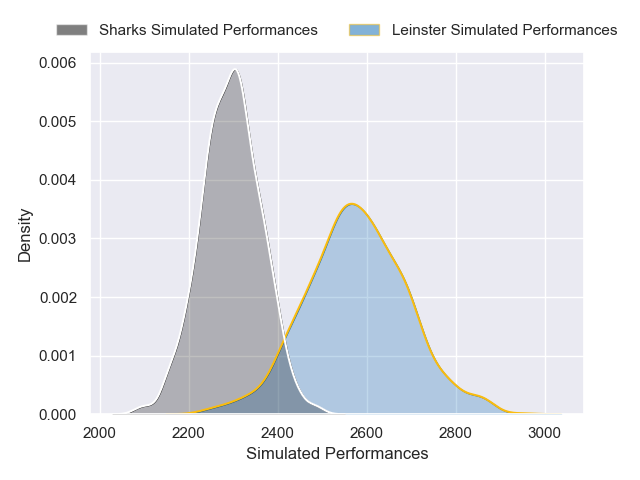 Sharks Simulated Performances Leinster Simulated Performances
0.006
0.005
0.004
0.003
0.002
0.001
0.000
Density
2000 2200 2400 2600 2800 3000
Simulated Performances